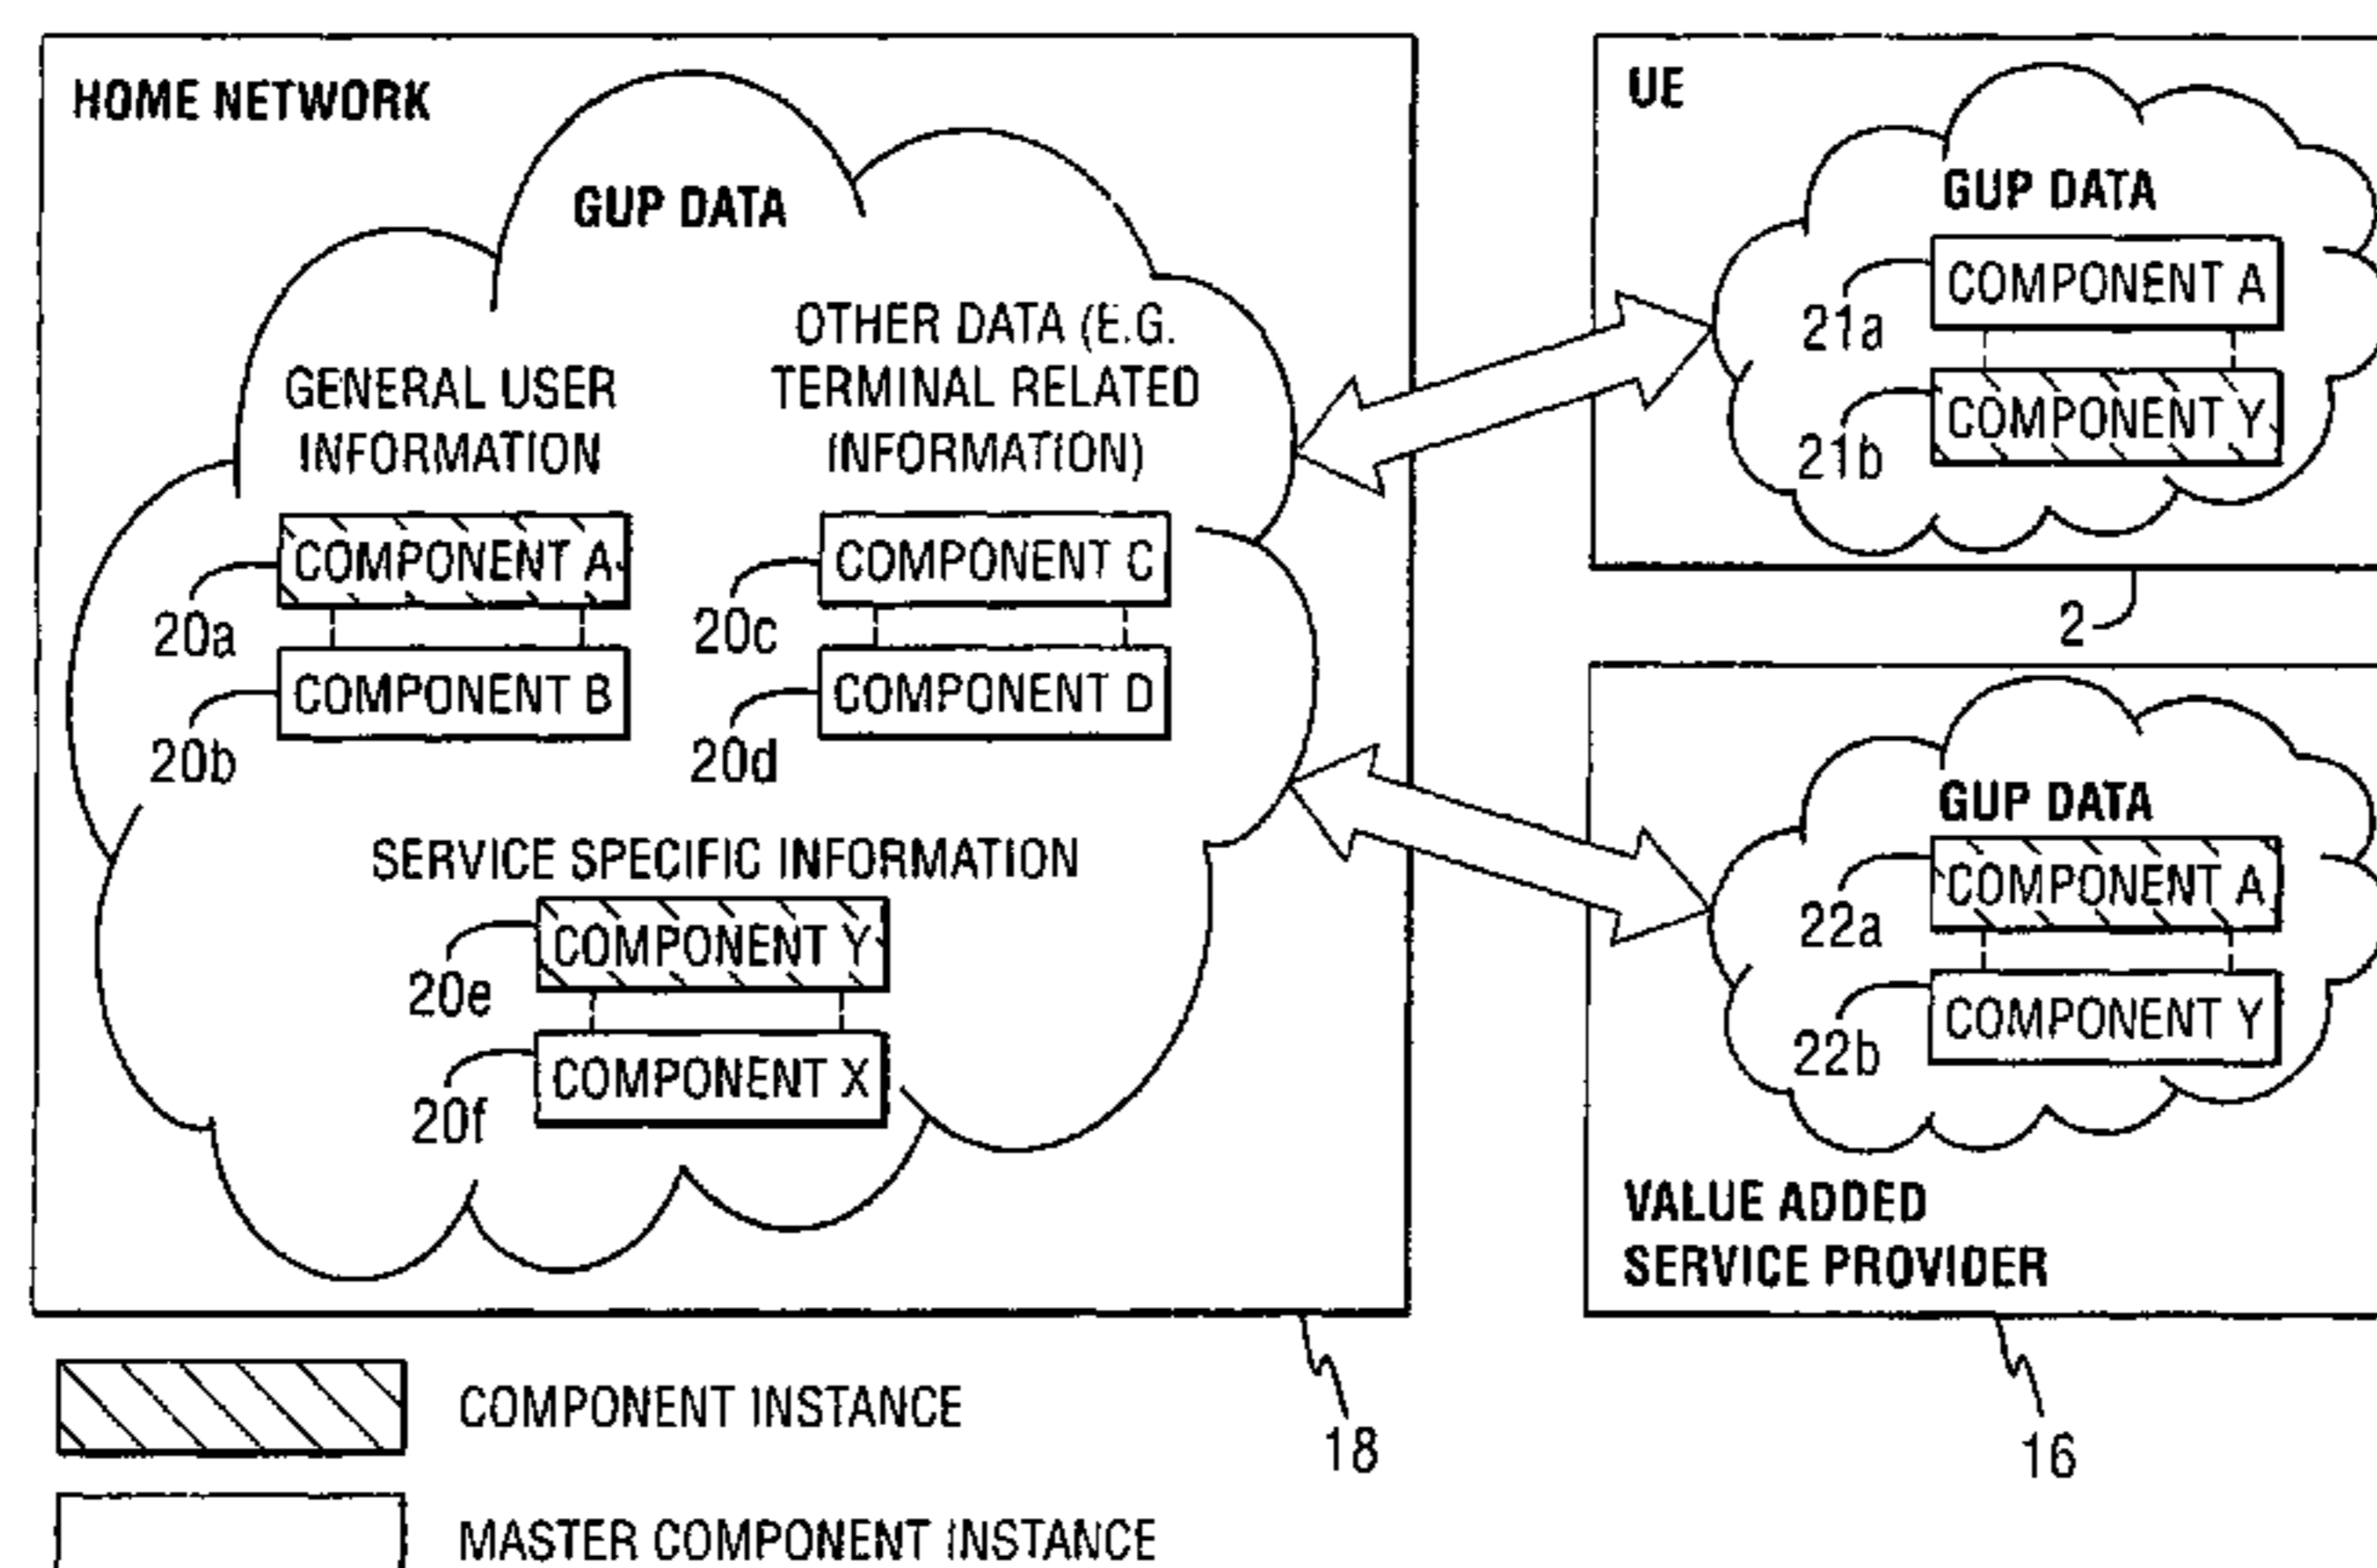 HOME NETWORK
GUP DATA
GENERAL USER
INFORMATION
OTHER DATA (E.G.
TERMINAL RELATED
INFORMATION)
COMPONENT A
20a
COMPONENT B
20b
COMPONENT C
20c
COMPONENT D
20d
SERVICE SPECIFIC INFORMATION
COMPONENT Y
20e
COMPONENT X
20f
18
UE
GUP DATA
COMPONENT A
21a
COMPONENT Y
21b
2
GUP DATA
COMPONENT A
22a
COMPONENT Y
22b
VALUE ADDED
SERVICE PROVIDER
16
COMPONENT INSTANCE
MASTER COMPONENT INSTANCE